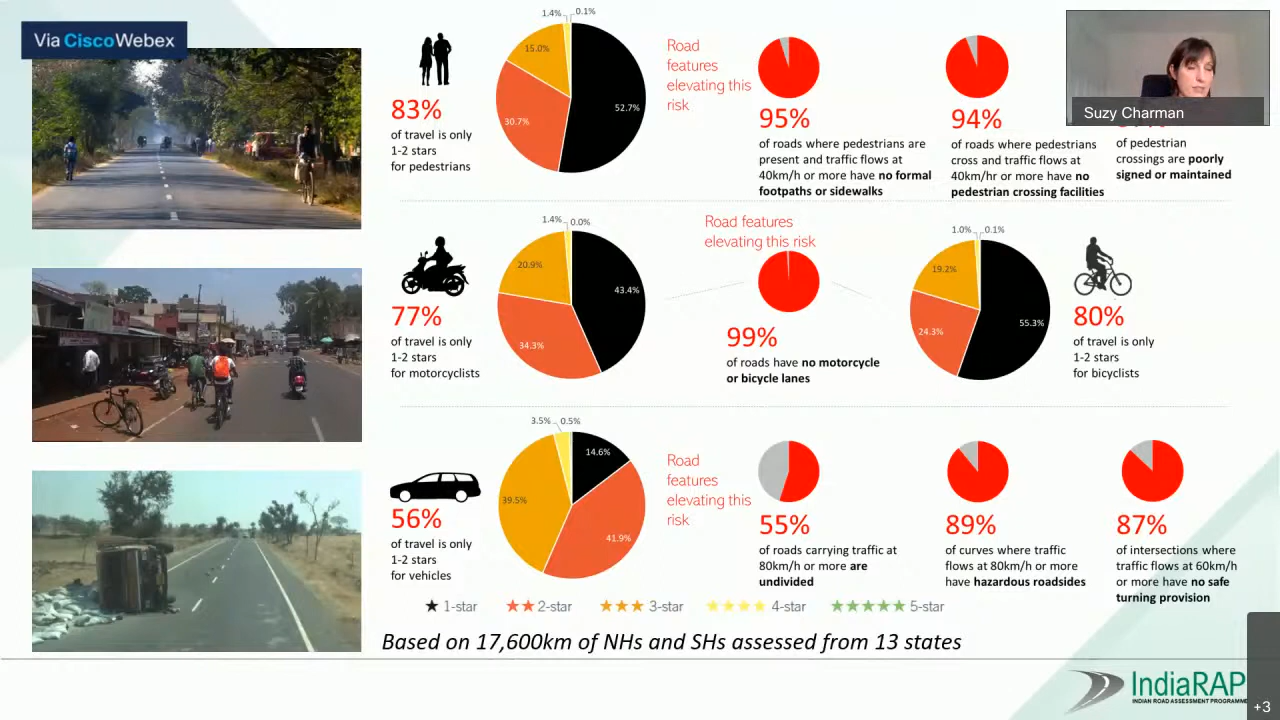 Via Cisco Webex
83%
of travel is only
1-2 stars
for pedestrians
1.4%
0.1%
15.0%
30.7%
52.7%
Road
features
elevating this
risk
95%
of roads where pedestrians are
present and traffic flows at
40km/h or more have no formal
footpaths or sidewalks
94%
of roads where pedestrians
cross and traffic flows at
40km/hr or more have no
pedestrian crossing facilities
Suzy Charman
of pedestrian
crossings are poorly
signed or maintained
77%
of travel is only
1-2 stars
for motorcyclists
1.4%
0.0%
20.9%
43.4%
34.3%
Road features
elevating this risk
99%
of roads have no motorcycle
or bicycle lanes
1.0%
0.1%
19.2%
24.3%
55.3%
80%
of travel is only
1-2 stars
for bicyclists
56%
of travel is only
1-2 stars
for vehicles
3.5%
0.5%
14.6%
39.5%
41.9%
Road
features
elevating this
risk
55%
of roads carrying traffic at
80km/h or more are
undivided
89%
of curves where traffic
flows at 80km/h or more
have hazardous roadsides
87%
of intersections where
traffic flows at 60km/h
or more have no safe
turning provision
1-star 2-star 3-star 4-star 5-star
Based on 17,600km of NHs and SHs assessed from 13 states
IndiaRAP
INDIAN ROAD ASSESSMENT PROGRAMME
+3